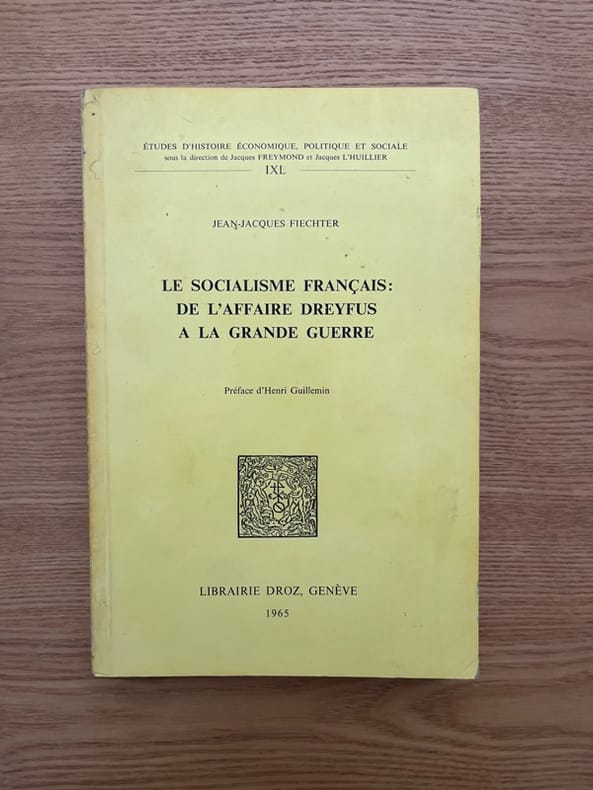 ÉTUDES D'HISTOIRE ÉCONOMIQUE, POLITIQUE ET SOCIALE
sous la direction de Jacques FREYMOND et Jacques L'HUILLIER
IXL
JEAN-JACQUES FIECHTER
LE SOCIALISME FRANÇAIS:
DE L'AFFAIRE DREYFUS
A LA GRANDE GUERRE
Préface d'Henri Guillemin
LIBRAIRIE DROZ, GENÈVE
1965